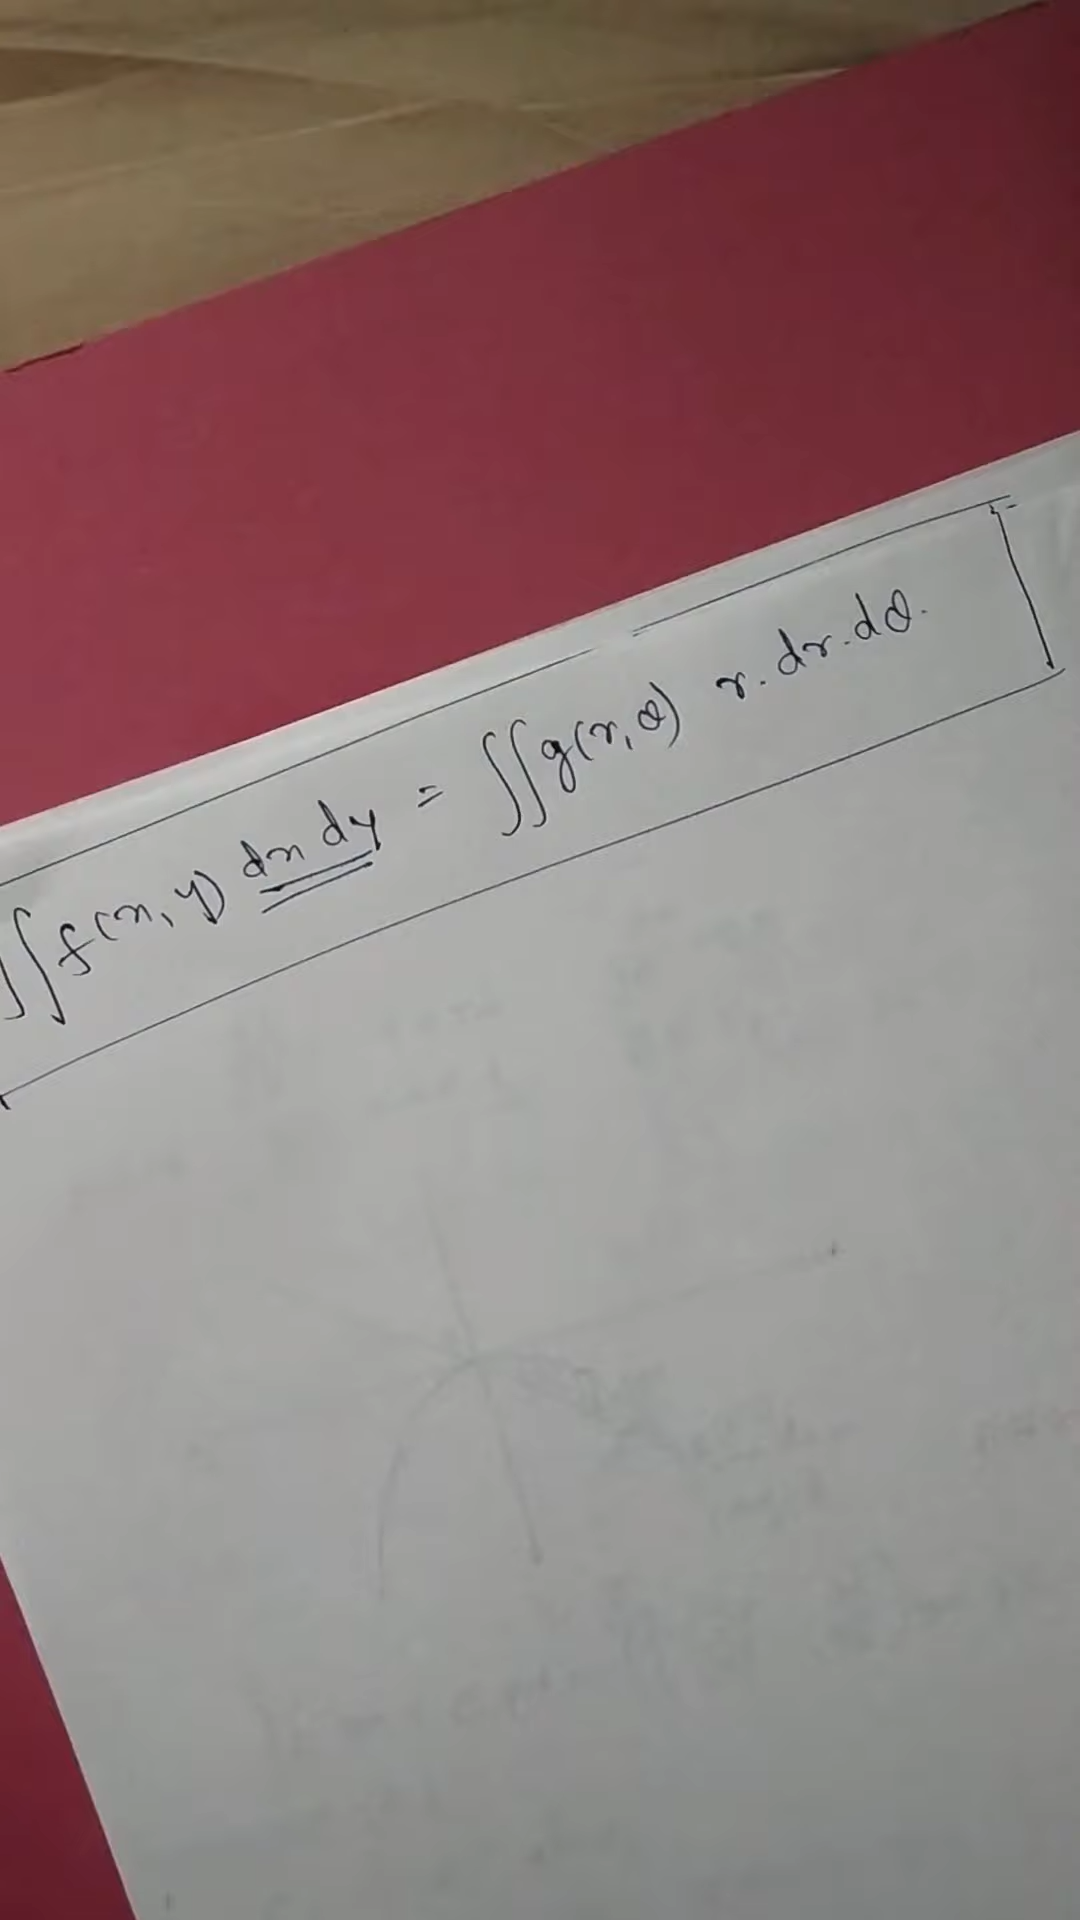 ∫∫f(x, y) dx dy = ∫∫g(r, θ) r. dr. dθ.